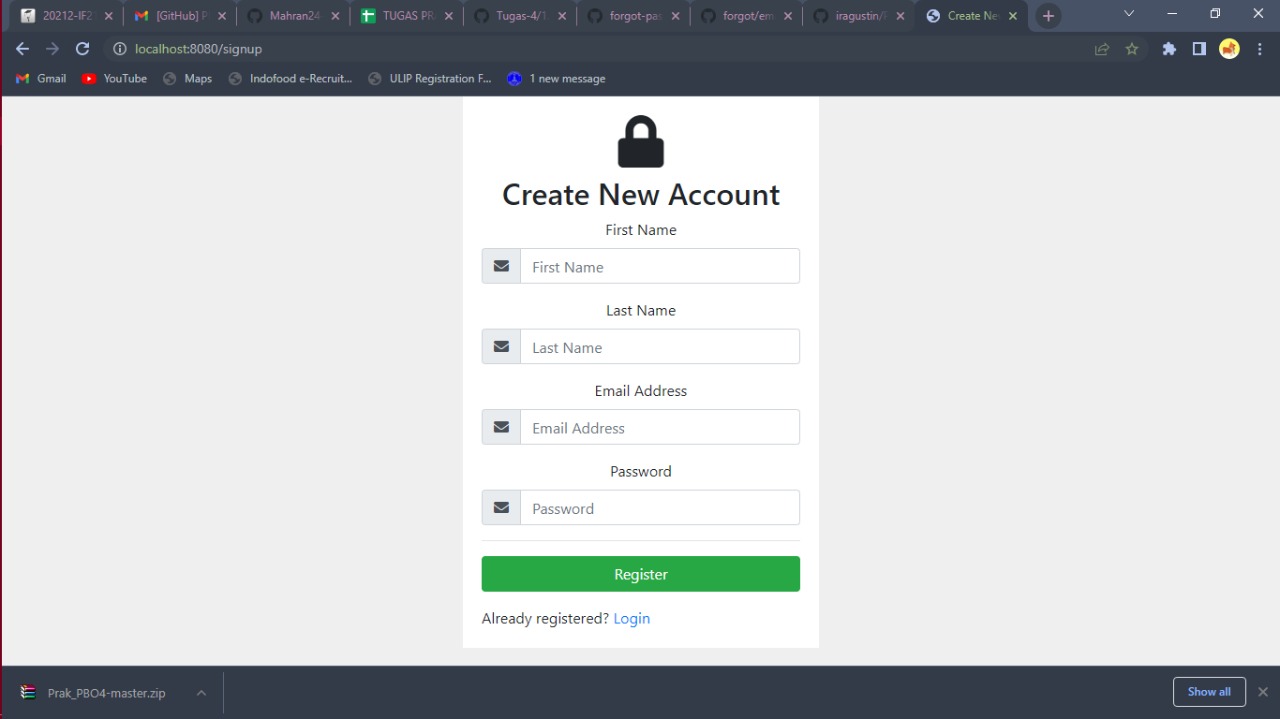 20212-IF2
[GitHub] P
Mahran24-
TUGAS PR
Tugas-4/1
forgot-pas
forgot/em
iragustin/F
Create Ne
localhost:8080/signup
Gmail
YouTube
Maps
Indofood e-Recruit...
ULIP Registration F...
1 new message
Create New Account
First Name
First Name
Last Name
Last Name
Email Address
Email Address
Password
Password
Register
Already registered? Login
Prak_PBO4-master.zip
Show all